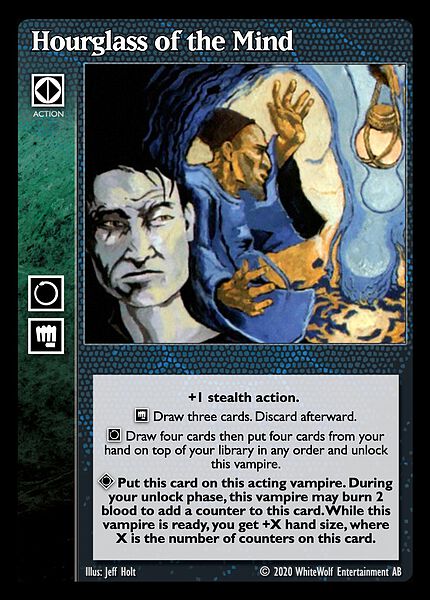 Hourglass of the Mind
ACTION
+1 stealth action.
Draw three cards. Discard afterward.
Draw four cards then put four cards from your
hand on top of your library in any order and unlock
this vampire.
Put this card on this acting vampire. During
your unlock phase, this vampire may burn 2
blood to add a counter to this card. While this
vampire is ready, you get +X hand size, where
X is the number of counters on this card.
Illus: Jeff Holt © 2020 WhiteWolf Entertainment AB